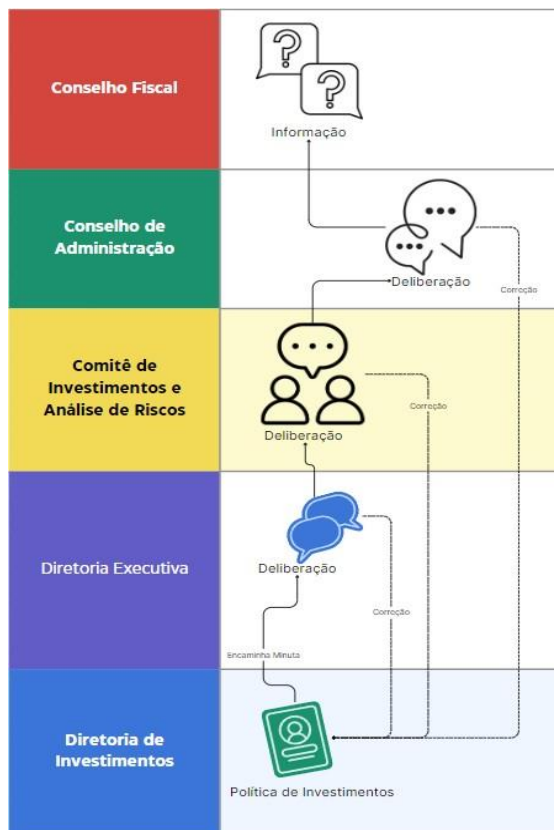 Conselho Fiscal
? ?
Informação
Conselho de
Administração
Deliberação
Correção
Comitê de
Investimentos e
Análise de Riscos
Correção
Deliberação
Diretoria Executiva
Deliberação
Correção
Encaminha Minuta
Diretoria de
Investimentos
Política de Investimentos